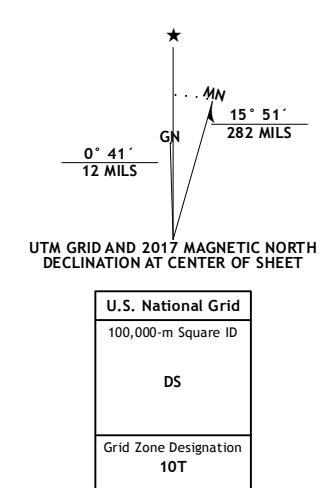 MN
15° 51´
282 MILS
GN
0° 41´
12 MILS
UTM GRID AND 2017 MAGNETIC NORTH
DECLINATION AT CENTER OF SHEET
U.S. National Grid
100,000-m Square ID
DS
Grid Zone Designation
10T